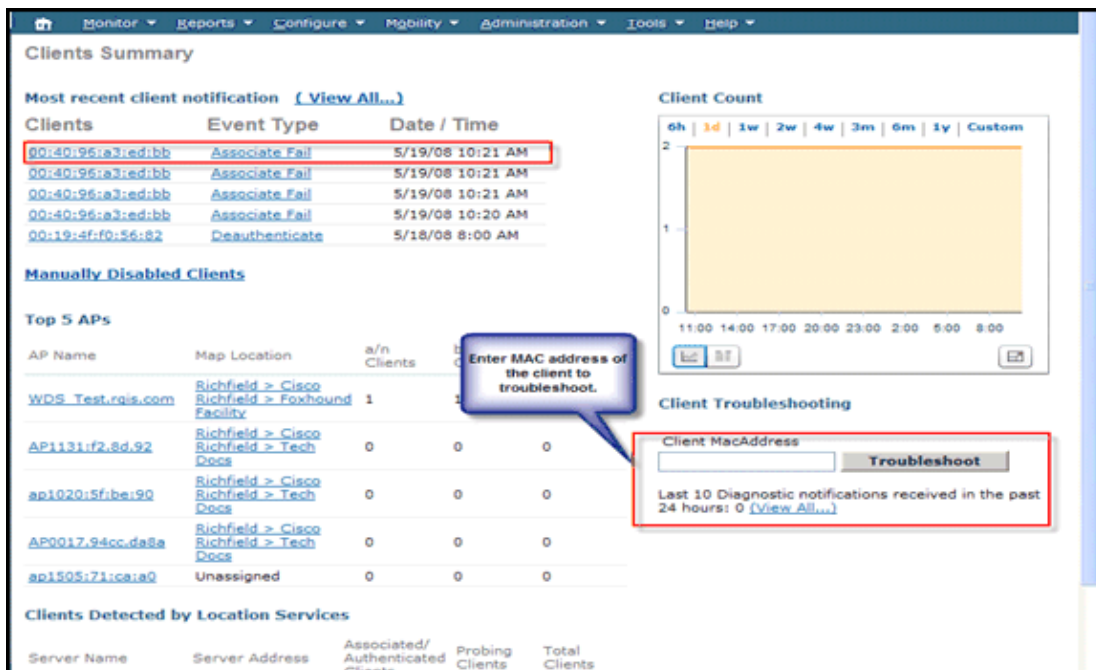 Monitor Reports Configure Mobility Administration Tools Help
Clients Summary
Most recent client notification ( View All...)
Clients Event Type Date / Time
00:40:96:a3:ed:bb Associate Fail 5/19/08 10:21 AM
00:40:96:a3:ed:bb Associate Fail 5/19/08 10:21 AM
00:40:96:a3:ed:bb Associate Fail 5/19/08 10:21 AM
00:40:96:a3:ed:bb Associate Fail 5/19/08 10:20 AM
00:19:4f:f0:56:82 Deauthenticate 5/18/08 8:00 AM
Manually Disabled Clients
Top 5 APs
AP Name Map Location a/n Clients
WDS_Test.rgis.com Richfield > Cisco
Richfield > Foxhound
Facility 1
AP1131:f2.8d.92 Richfield > Cisco
Richfield > Tech
Docs 0 0 0
ap1020:5f:be:90 Richfield > Cisco
Richfield > Tech
Docs 0 0 0
AP0017.94cc.da8a Richfield > Cisco
Richfield > Tech
Docs 0 0 0
ap1505:71:ca:a0 Unassigned 0 0 0
Clients Detected by Location Services
Server Name Server Address Associated/
Authenticated Probing
Clients Total
Clients
Client Count
6h | 1d | 1w | 2w | 4w | 3m | 6m | 1y | Custom
2
1
0
11:00 14:00 17:00 20:00 23:00 2:00 5:00 8:00
Enter MAC address of
the client to
troubleshoot.
Client Troubleshooting
Client MacAddress
Troubleshoot
Last 10 Diagnostic notifications received in the past
24 hours: 0 (View All...)